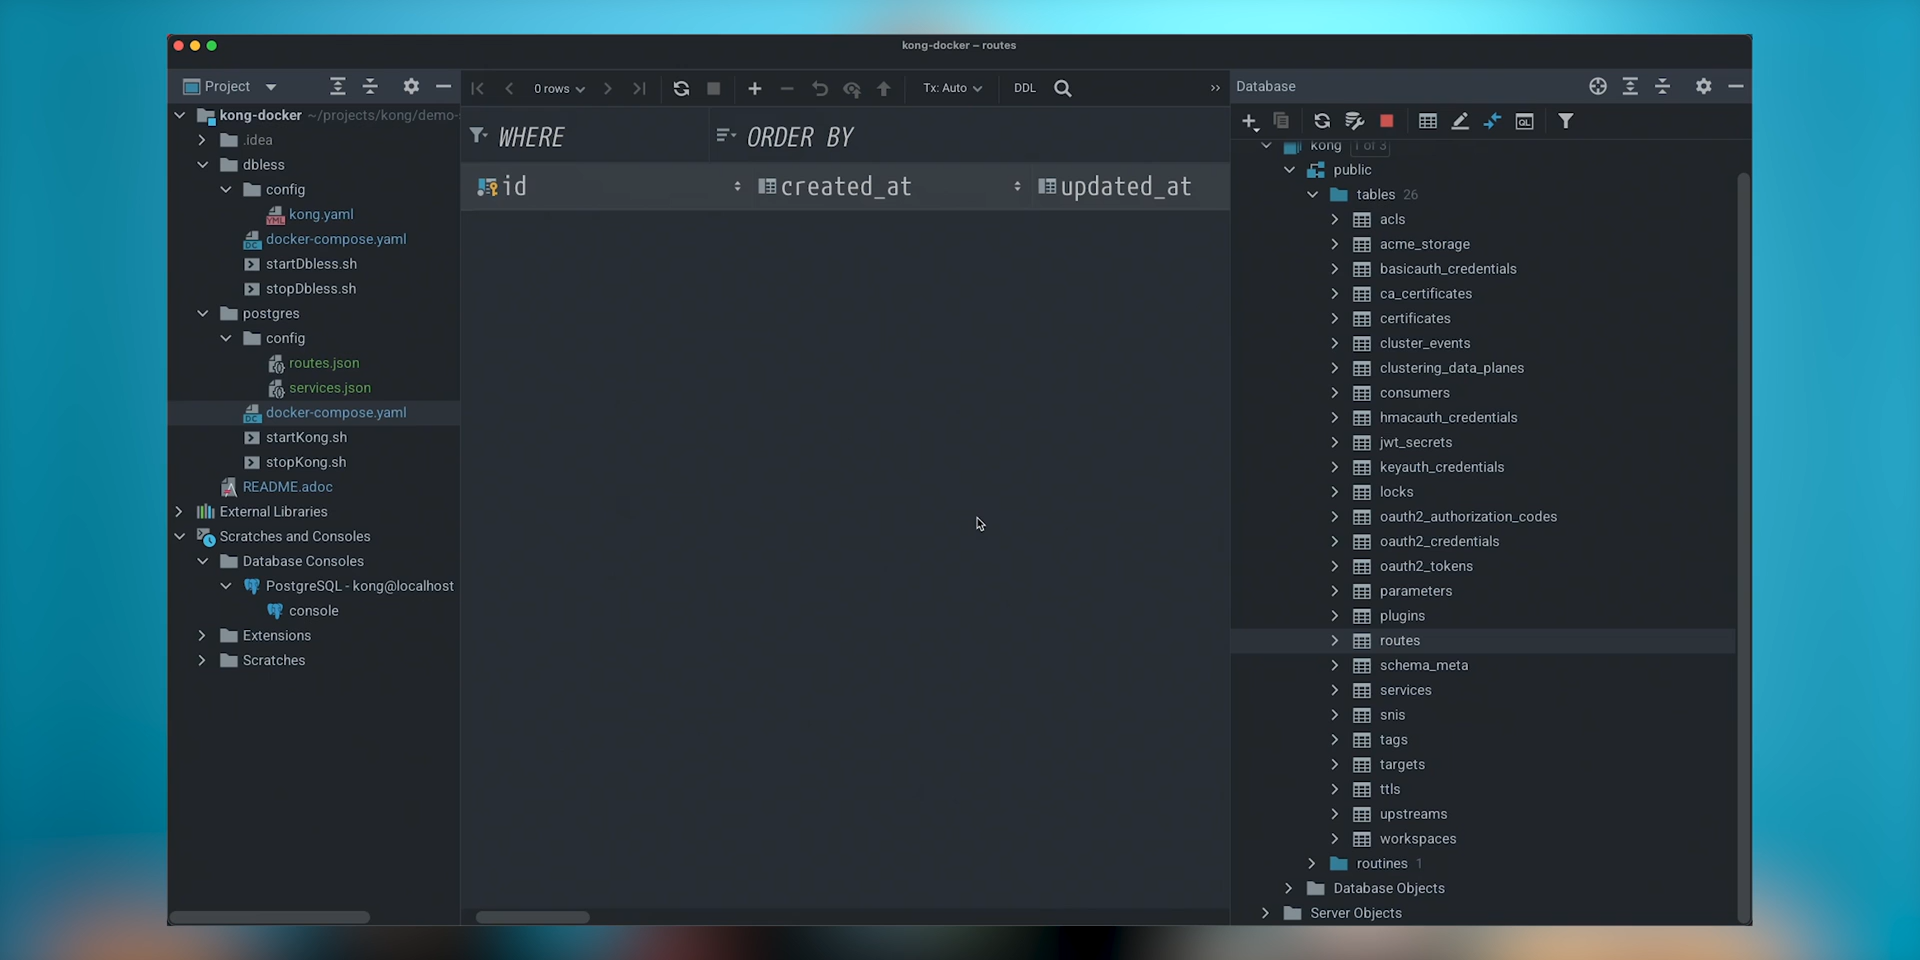 kong-docker – routes
Project
kong-docker ~/projects/kong/demo-
.idea
dbless
config
kong.yaml
docker-compose.yaml
startDbless.sh
stopDbless.sh
postgres
config
routes.json
services.json
docker-compose.yaml
startKong.sh
stopKong.sh
README.adoc
External Libraries
Scratches and Consoles
Database Consoles
PostgreSQL - kong@localhost
console
Extensions
Scratches
0 rows
Tx: Auto
DDL
WHERE
ORDER BY
id
created_at
updated_at
Database
QL
kong 1 of 3
public
tables 26
acls
acme_storage
basicauth_credentials
ca_certificates
certificates
cluster_events
clustering_data_planes
consumers
hmacauth_credentials
jwt_secrets
keyauth_credentials
locks
oauth2_authorization_codes
oauth2_credentials
oauth2_tokens
parameters
plugins
routes
schema_meta
services
snis
tags
targets
ttls
upstreams
workspaces
routines 1
Database Objects
Server Objects